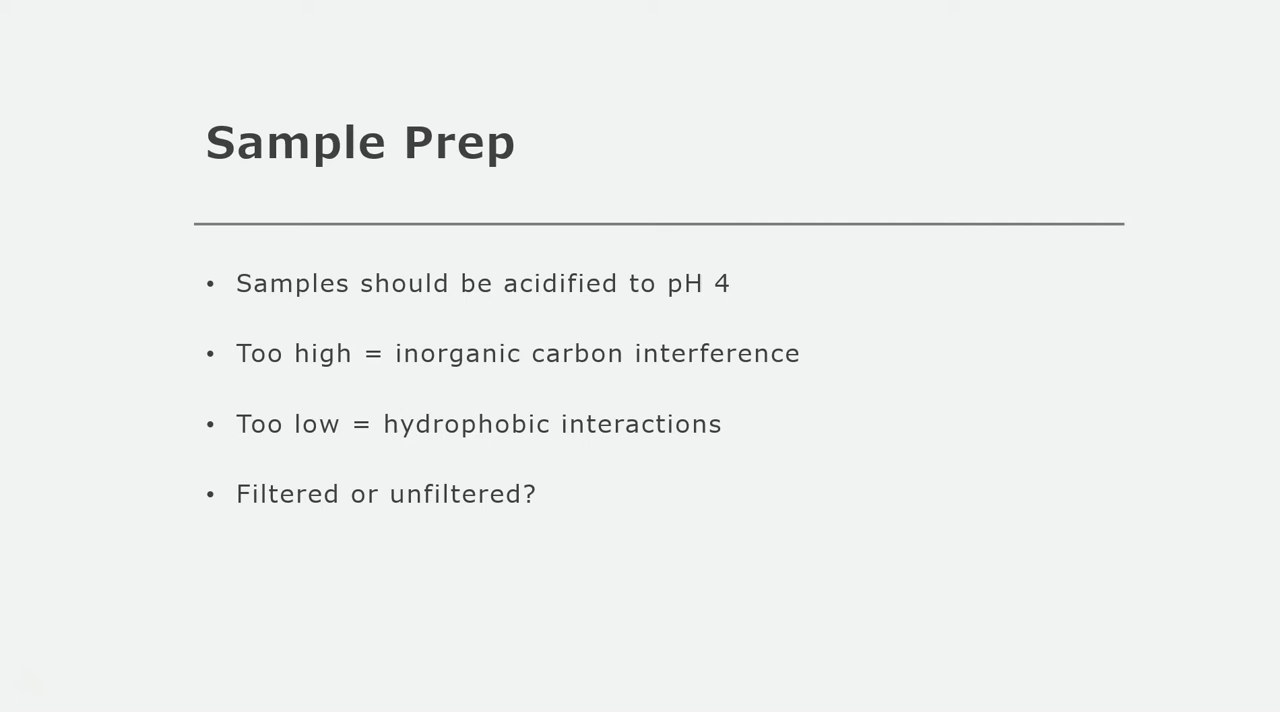 Sample Prep
• Samples should be acidified to pH 4
• Too high = inorganic carbon interference
• Too low = hydrophobic interactions
• Filtered or unfiltered?